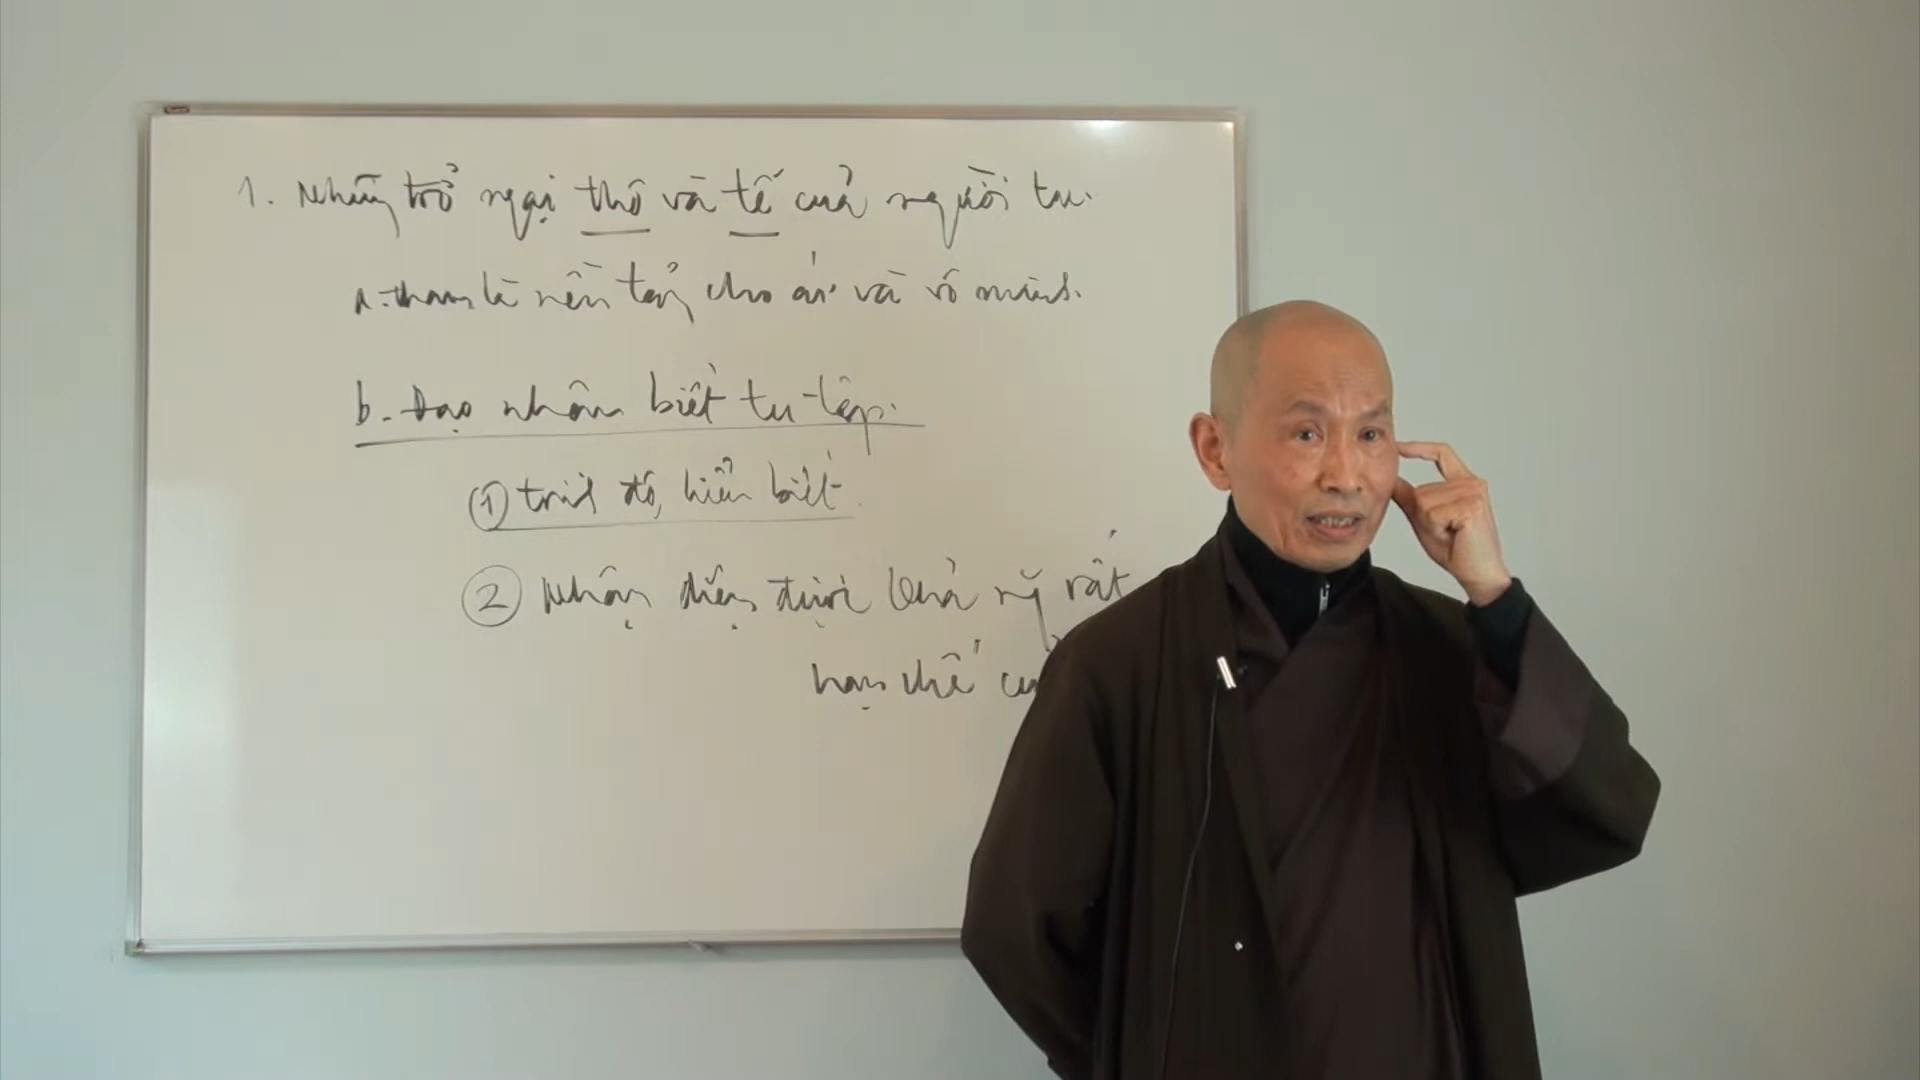 1. Những trở ngại thô và tế của người tu.
a. tham là nền tảng cho ái và vô minh.
b. Đạo nhân biết tu-tập.
① trình độ, hiểu biết
② Nhận diện được khả năng rất
hạn chế